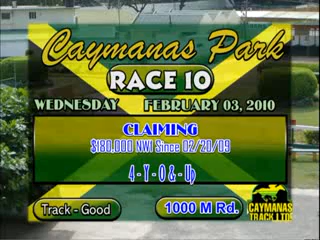 Caymanas Park
RACE 10
WEDNESDAY FEBRUARY 03, 2010
CLAIMING
$180,000 NW1 Since 02/20/09
4 - Y - O & - Up
Track - Good
1000 M Rd.
CAYMANAS
TRACK LTD.